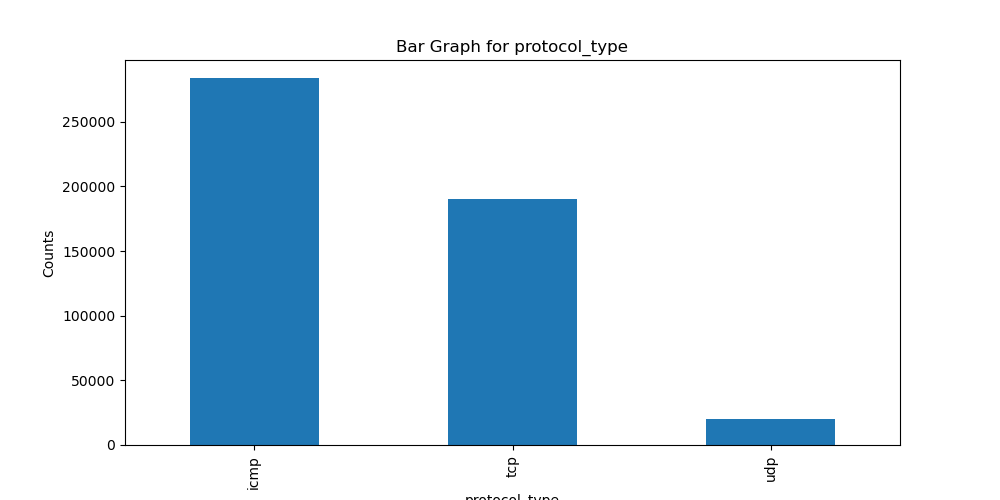 Bar Graph for protocol_type
250000
200000
150000
100000
50000
0
Counts
icmp
tcp
udp
protocol_type